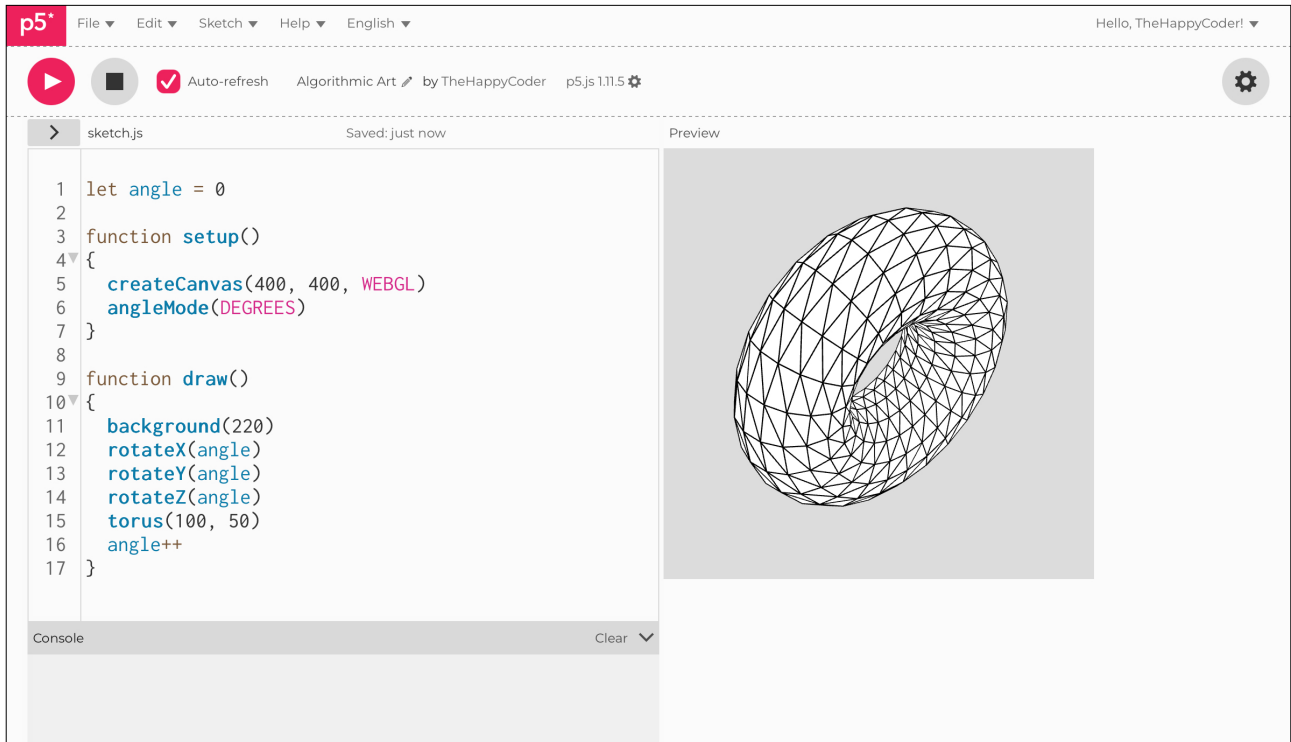 p5* File Edit Sketch Help English Hello, TheHappyCoder!
Auto-refresh Algorithmic Art by TheHappyCoder p5.js 1.11.5
sketch.js Saved: just now Preview
1 let angle = 0
2
3 function setup()
4 {
5   createCanvas(400, 400, WEBGL)
6   angleMode(DEGREES)
7 }
8
9 function draw()
10 {
11   background(220)
12   rotateX(angle)
13   rotateY(angle)
14   rotateZ(angle)
15   torus(100, 50)
16   angle++
17 }
Console Clear